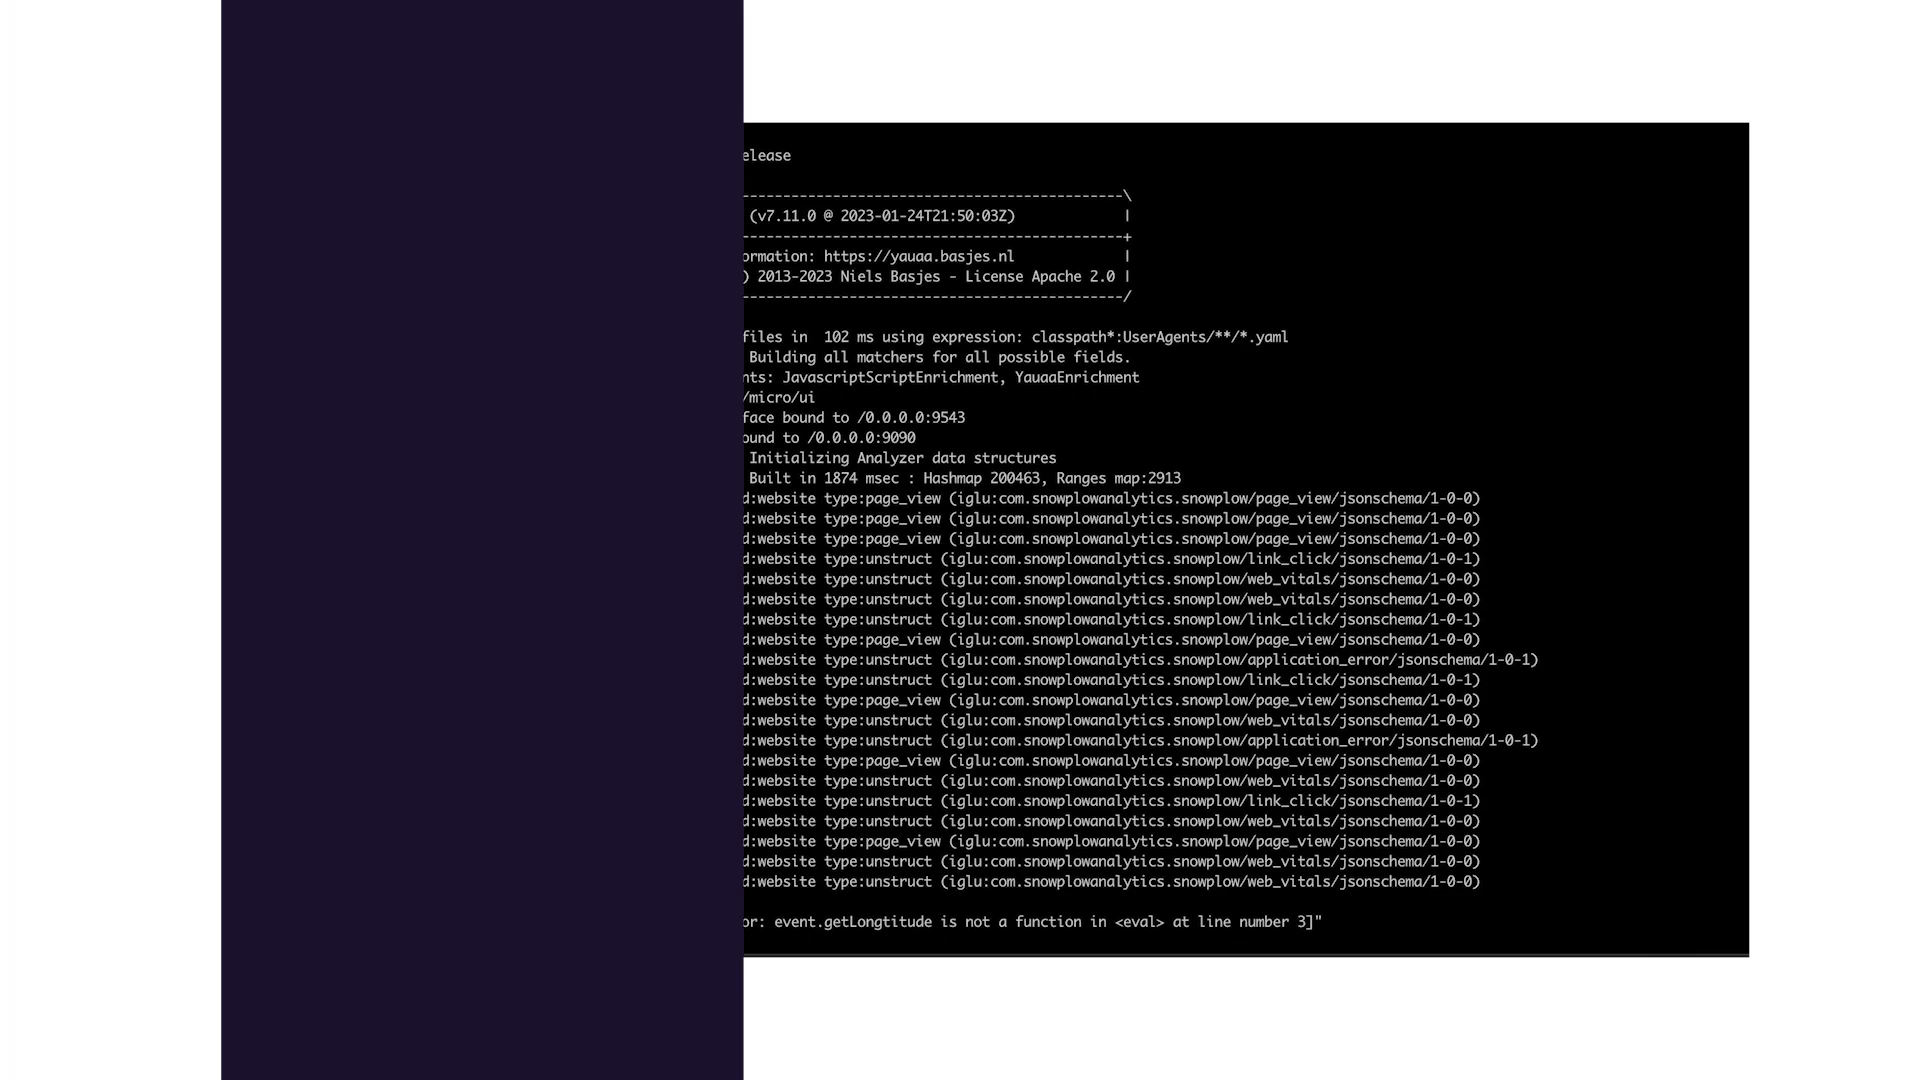 elease
---------------------------------------------\
(v7.11.0 @ 2023-01-24T21:50:03Z) |
---------------------------------------------+
ormation: https://yauaa.basjes.nl |
) 2013-2023 Niels Basjes - License Apache 2.0 |
---------------------------------------------/
files in  102 ms using expression: classpath*:UserAgents/**/*.yaml
Building all matchers for all possible fields.
nts: JavascriptScriptEnrichment, YauaaEnrichment
/micro/ui
face bound to /0.0.0.0:9543
ound to /0.0.0.0:9090
Initializing Analyzer data structures
Built in 1874 msec : Hashmap 200463, Ranges map:2913
d:website type:page_view (iglu:com.snowplowanalytics.snowplow/page_view/jsonschema/1-0-0)
d:website type:page_view (iglu:com.snowplowanalytics.snowplow/page_view/jsonschema/1-0-0)
d:website type:page_view (iglu:com.snowplowanalytics.snowplow/page_view/jsonschema/1-0-0)
d:website type:unstruct (iglu:com.snowplowanalytics.snowplow/link_click/jsonschema/1-0-1)
d:website type:unstruct (iglu:com.snowplowanalytics.snowplow/web_vitals/jsonschema/1-0-0)
d:website type:unstruct (iglu:com.snowplowanalytics.snowplow/web_vitals/jsonschema/1-0-0)
d:website type:unstruct (iglu:com.snowplowanalytics.snowplow/link_click/jsonschema/1-0-1)
d:website type:page_view (iglu:com.snowplowanalytics.snowplow/page_view/jsonschema/1-0-0)
d:website type:unstruct (iglu:com.snowplowanalytics.snowplow/application_error/jsonschema/1-0-1)
d:website type:unstruct (iglu:com.snowplowanalytics.snowplow/link_click/jsonschema/1-0-1)
d:website type:page_view (iglu:com.snowplowanalytics.snowplow/page_view/jsonschema/1-0-0)
d:website type:unstruct (iglu:com.snowplowanalytics.snowplow/web_vitals/jsonschema/1-0-0)
d:website type:unstruct (iglu:com.snowplowanalytics.snowplow/application_error/jsonschema/1-0-1)
d:website type:page_view (iglu:com.snowplowanalytics.snowplow/page_view/jsonschema/1-0-0)
d:website type:unstruct (iglu:com.snowplowanalytics.snowplow/web_vitals/jsonschema/1-0-0)
d:website type:unstruct (iglu:com.snowplowanalytics.snowplow/link_click/jsonschema/1-0-1)
d:website type:unstruct (iglu:com.snowplowanalytics.snowplow/web_vitals/jsonschema/1-0-0)
d:website type:page_view (iglu:com.snowplowanalytics.snowplow/page_view/jsonschema/1-0-0)
d:website type:unstruct (iglu:com.snowplowanalytics.snowplow/web_vitals/jsonschema/1-0-0)
d:website type:unstruct (iglu:com.snowplowanalytics.snowplow/web_vitals/jsonschema/1-0-0)
or: event.getLongtitude is not a function in <eval> at line number 3]"